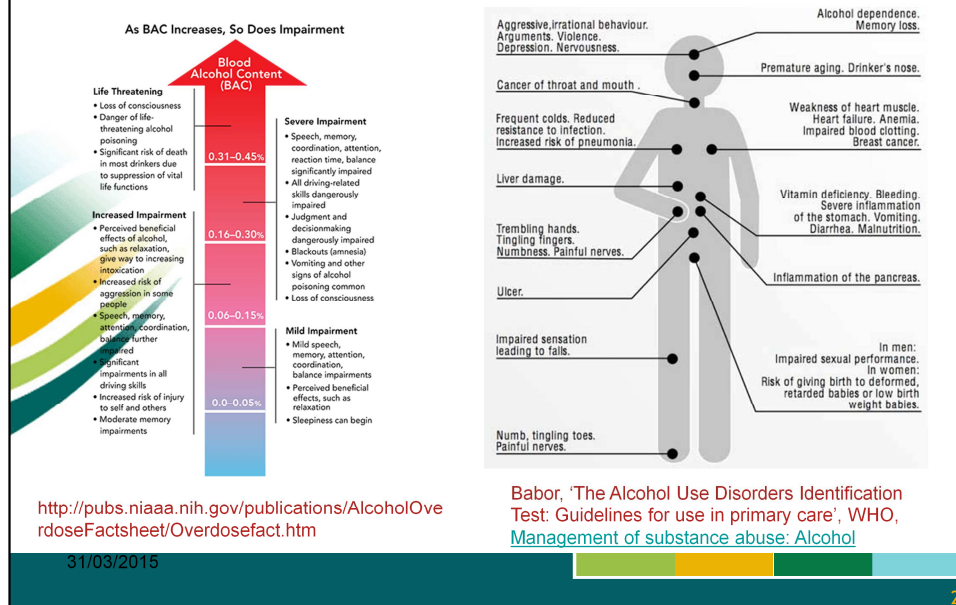 As BAC Increases, So Does Impairment
Blood
Alcohol Content
(BAC)
Life Threatening
• Loss of consciousness
• Danger of life-
threatening alcohol
poisoning
• Significant risk of death
in most drinkers due
to suppression of vital
life functions
0.31–0.45%
Severe Impairment
• Speech, memory,
coordination, attention,
reaction time, balance
significantly impaired
• All driving-related
skills dangerously
impaired
• Judgment and
decisionmaking
dangerously impaired
• Blackouts (amnesia)
• Vomiting and other
signs of alcohol
poisoning common
• Loss of consciousness
0.16–0.30%
Increased Impairment
• Perceived beneficial
effects of alcohol,
such as relaxation,
give way to increasing
intoxication
• Increased risk of
aggression in some
people
• Speech, memory,
attention, coordination,
balance further
impaired
• Significant
impairments in all
driving skills
• Increased risk of injury
to self and others
• Moderate memory
impairments
0.06–0.15%
Mild Impairment
• Mild speech,
memory, attention,
coordination,
balance impairments
• Perceived beneficial
effects, such as
relaxation
• Sleepiness can begin
0.0–0.05%
http://pubs.niaaa.nih.gov/publications/AlcoholOve
rdoseFactsheet/Overdosefact.htm
Aggressive,irrational behaviour.
Arguments. Violence.
Depression. Nervousness.
Alcohol dependence.
Memory loss.
Premature aging. Drinker's nose.
Cancer of throat and mouth .
Frequent colds. Reduced
resistance to infection.
Increased risk of pneumonia.
Weakness of heart muscle.
Heart failure. Anemia.
Impaired blood clotting.
Breast cancer.
Liver damage.
Vitamin deficiency. Bleeding.
Severe inflammation
of the stomach. Vomiting.
Diarrhea. Malnutrition.
Trembling hands.
Tingling fingers.
Numbness. Painful nerves.
Inflammation of the pancreas.
Ulcer.
Impaired sensation
leading to falls.
In men:
Impaired sexual performance.
In women:
Risk of giving birth to deformed,
retarded babies or low birth
weight babies.
Numb, tingling toes.
Painful nerves.
Babor, ‘The Alcohol Use Disorders Identification
Test: Guidelines for use in primary care’, WHO,
Management of substance abuse: Alcohol
31/03/2015